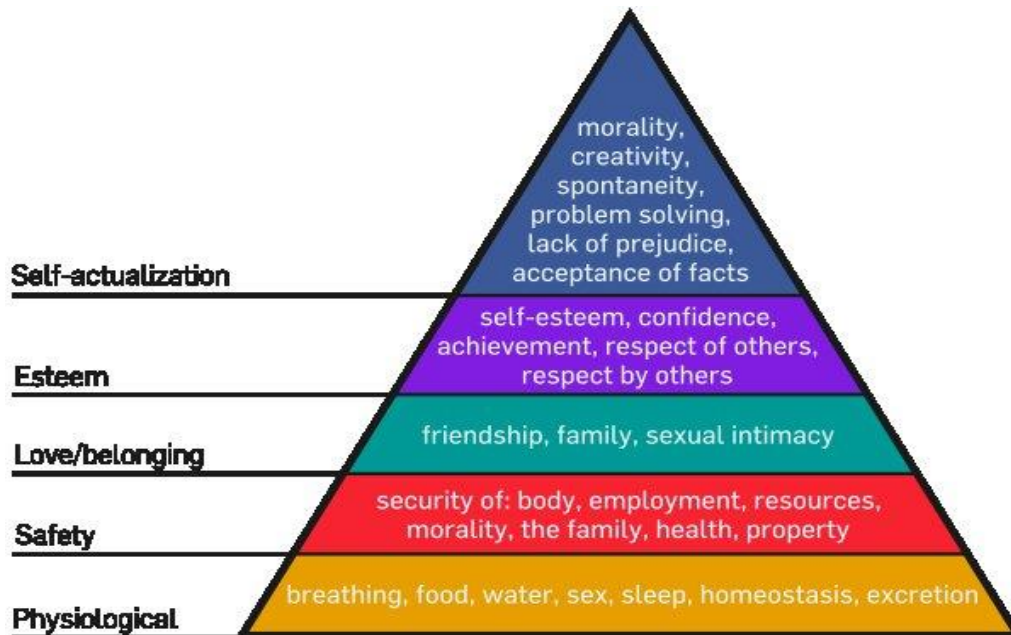 morality,
creativity,
spontaneity,
problem solving,
lack of prejudice,
acceptance of facts
Self-actualization
self-esteem, confidence,
achievement, respect of others,
respect by others
Esteem
friendship, family, sexual intimacy
Love/belonging
security of: body, employment, resources,
morality, the family, health, property
Safety
breathing, food, water, sex, sleep, homeostasis, excretion
Physiological